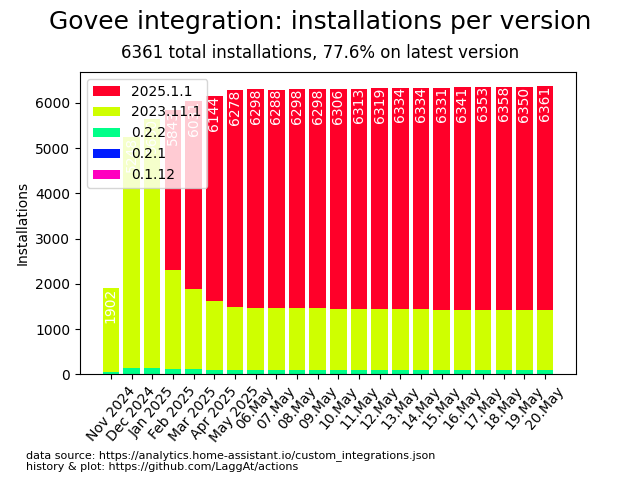 Govee integration: installations per version
6361 total installations, 77.6% on latest version
Installations
6000
5000
4000
3000
2000
1000
0
2025.1.1
2023.11.1
0.2.2
0.2.1
0.1.12
1902
6144
6278
6298
6288
6298
6298
6306
6313
6319
6334
6334
6331
6341
6353
6358
6350
6361
Nov 2024
Dec 2024
Jan 2025
Feb 2025
Mar 2025
Apr 2025
May 2025
06.May
07.May
08.May
09.May
10.May
11.May
12.May
13.May
14.May
15.May
16.May
17.May
18.May
19.May
20.May
data source: https://analytics.home-assistant.io/custom_integrations.json
history & plot: https://github.com/LaggAt/actions